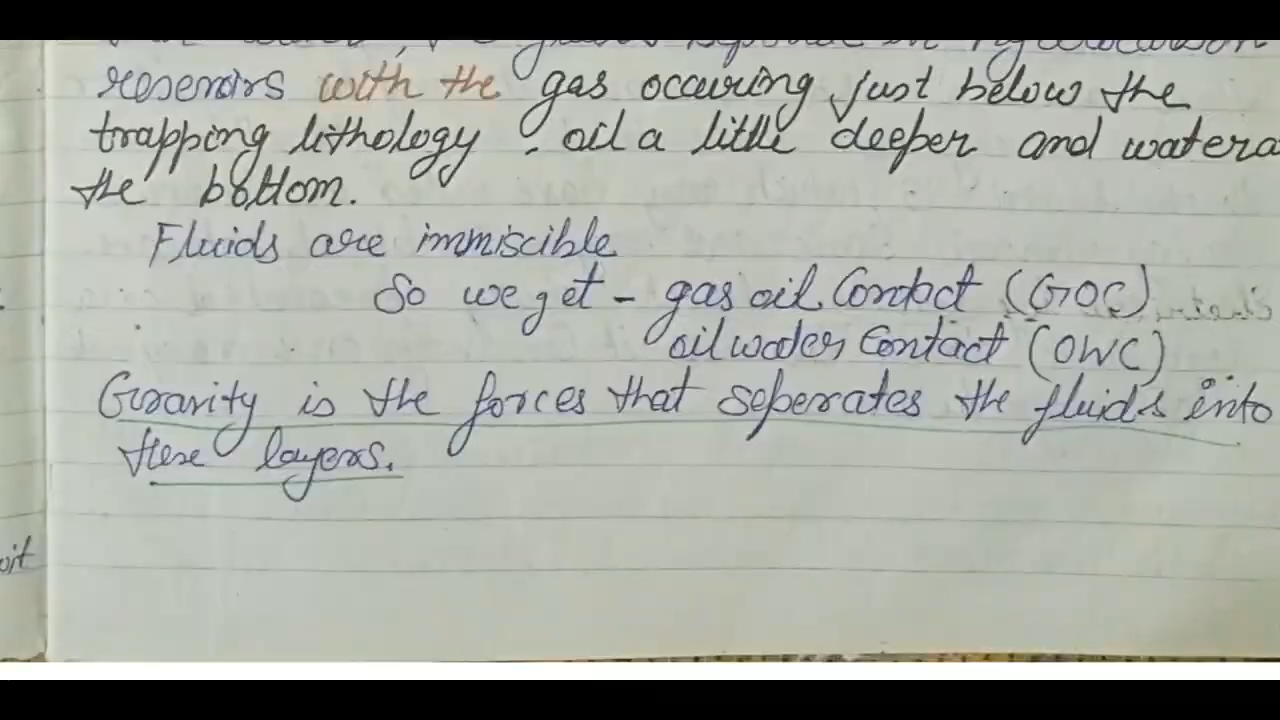 reservoirs with the gas occuring just below the
trapping lithology. oil a little deeper and water a
the bottom.
Fluids are immiscible
So we get - gas oil Contact (GOC)
oil water Contact (OWC)
Gravity is the forces that seperates the fluids into
these layers.